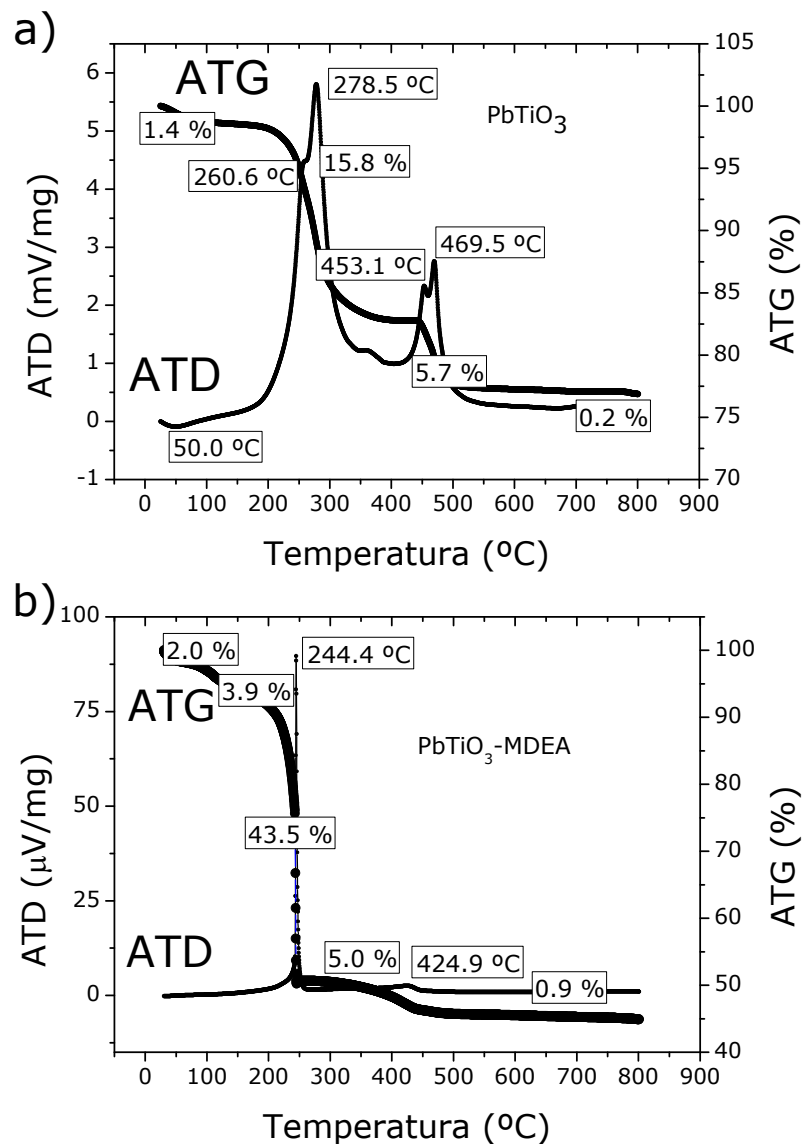 a)
ATG
ATD
PbTiO3
1.4 %
260.6 ºC
278.5 ºC
15.8 %
453.1 ºC
469.5 ºC
5.7 %
0.2 %
50.0 ºC
ATD (mV/mg)
6
5
4
3
2
1
0
-1
ATG (%)
105
100
95
90
85
80
75
70
0 100 200 300 400 500 600 700 800 900
Temperatura (ºC)
b)
ATG
ATD
PbTiO3-MDEA
2.0 %
3.9 %
244.4 ºC
43.5 %
5.0 %
424.9 ºC
0.9 %
ATD (μV/mg)
100
75
50
25
0
ATG (%)
100
90
80
70
60
50
40
0 100 200 300 400 500 600 700 800 900
Temperatura (ºC)